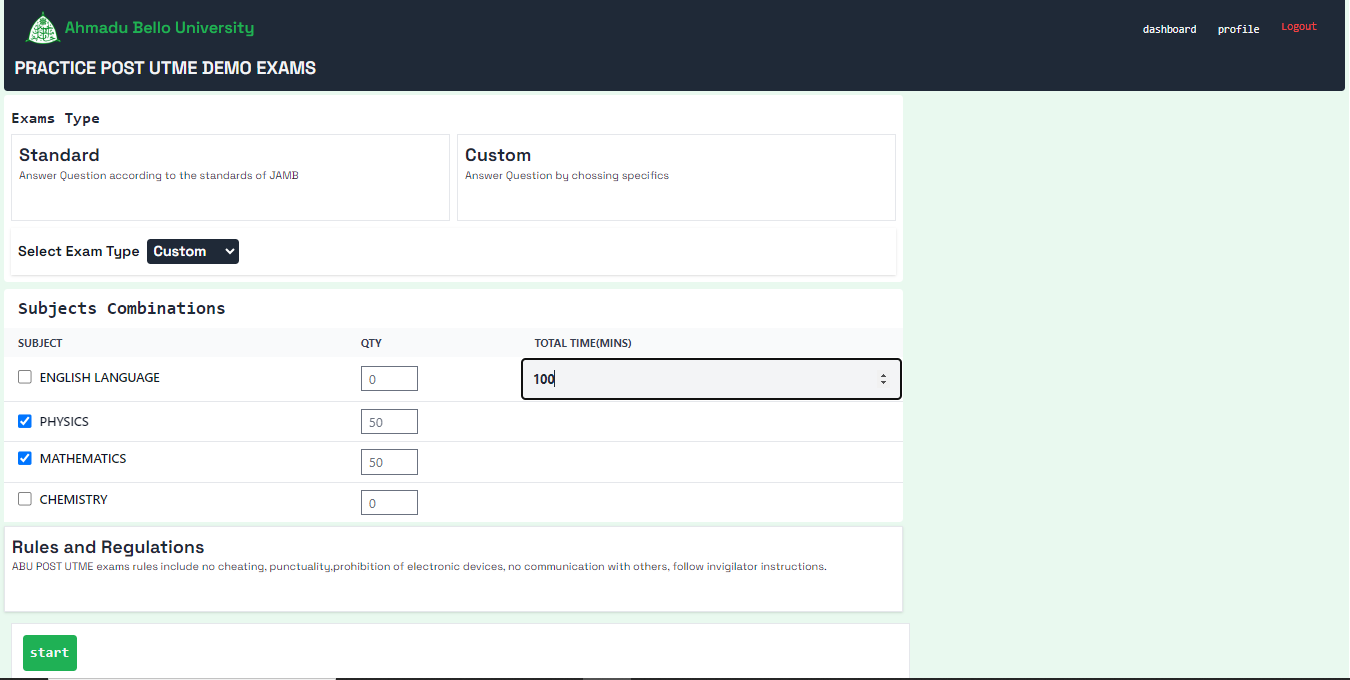 Ahmadu Bello University
dashboard profile Logout
PRACTICE POST UTME DEMO EXAMS
Exams Type
Standard
Answer Question according to the standards of JAMB
Custom
Answer Question by chossing specifics
Select Exam Type Custom
Subjects Combinations
SUBJECT QTY TOTAL TIME(MINS)
ENGLISH LANGUAGE 0 100
PHYSICS 50
MATHEMATICS 50
CHEMISTRY 0
Rules and Regulations
ABU POST UTME exams rules include no cheating, punctuality,prohibition of electronic devices, no communication with others, follow invigilator instructions.
start